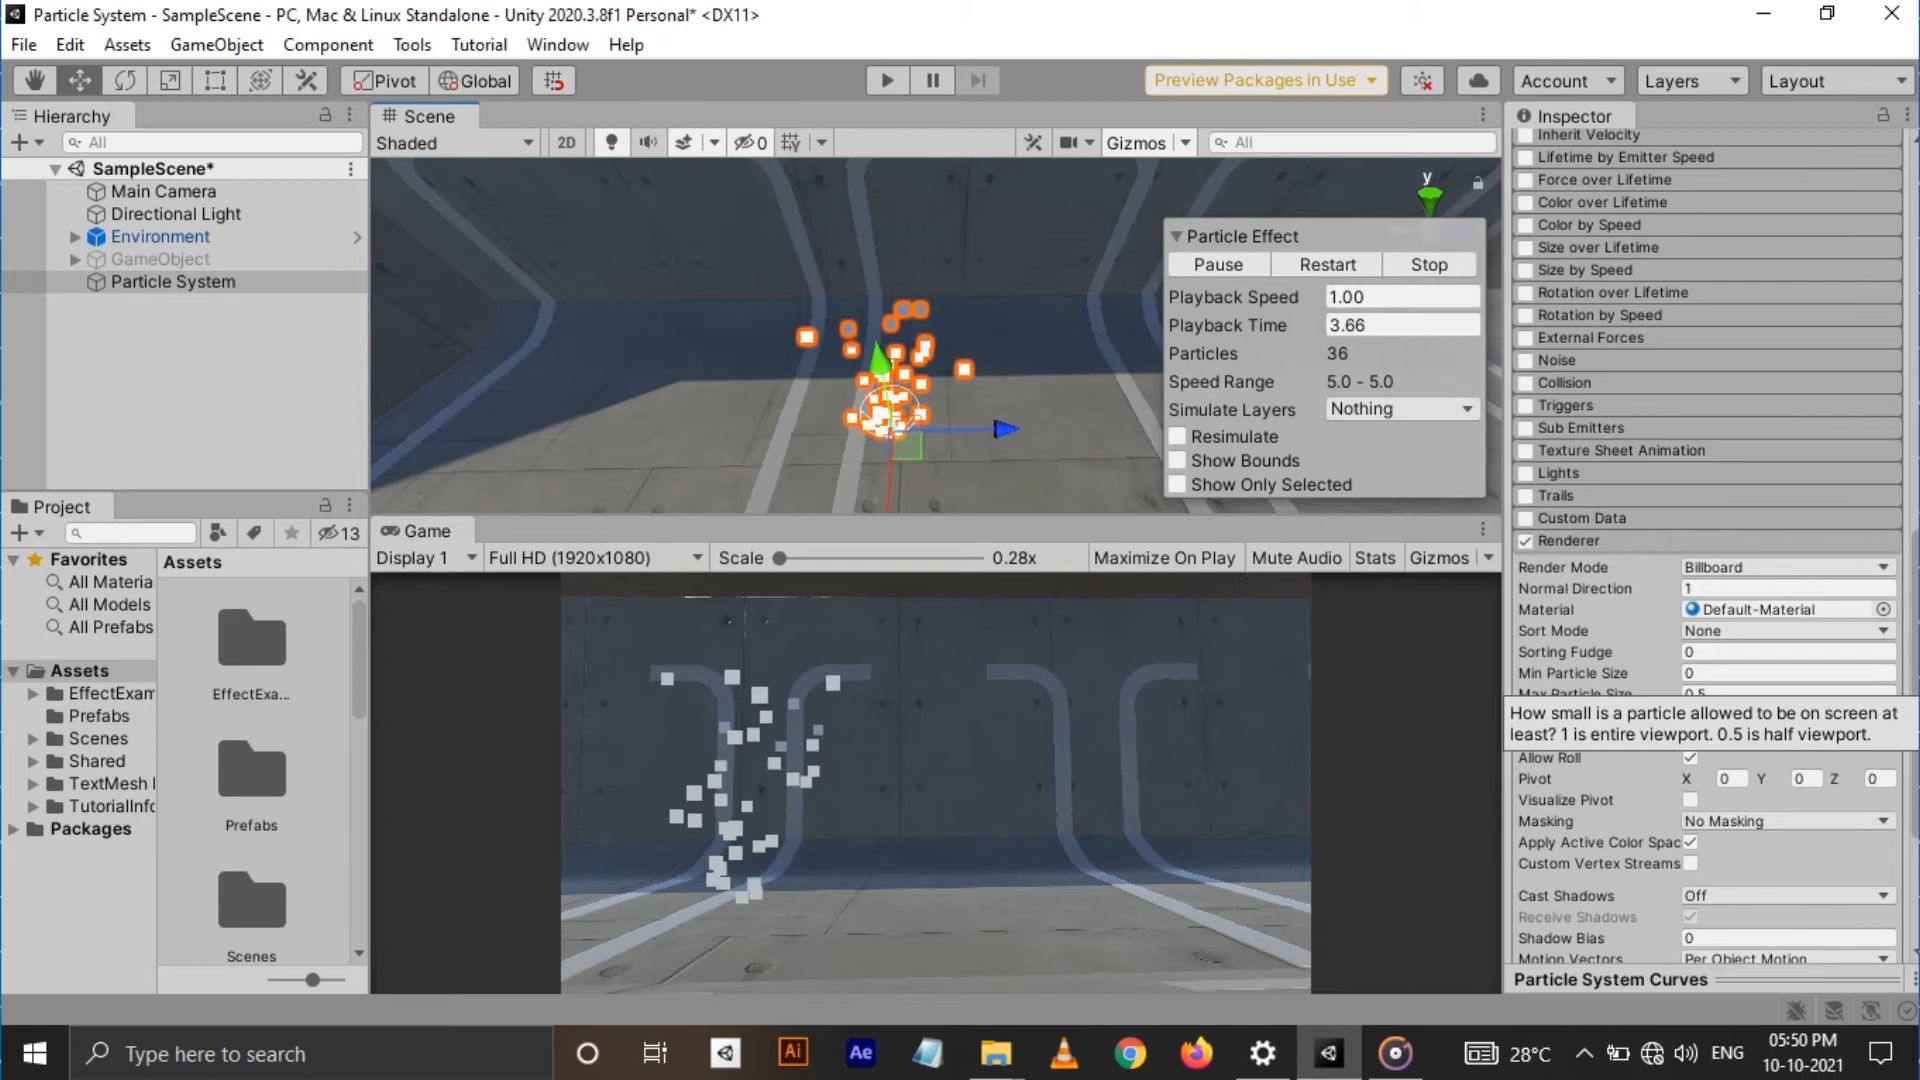 Particle System - SampleScene - PC, Mac & Linux Standalone - Unity 2020.3.8f1 Personal* <DX11>
File Edit Assets GameObject Component Tools Tutorial Window Help
Pivot Global Preview Packages in Use Account Layers Layout
Hierarchy
All
SampleScene*
Main Camera
Directional Light
Environment
GameObject
Particle System
Scene
Shaded 2D 0 Gizmos All
y
Particle Effect
Pause Restart Stop
Playback Speed 1.00
Playback Time 3.66
Particles 36
Speed Range 5.0 - 5.0
Simulate Layers Nothing
Resimulate
Show Bounds
Show Only Selected
Project
13
Favorites
All Materia
All Models
All Prefabs
Assets
EffectExam
Prefabs
Scenes
Shared
TextMesh
TutorialInfo
Packages
Assets
EffectExa...
Prefabs
Scenes
Game
Display 1 Full HD (1920x1080) Scale 0.28x Maximize On Play Mute Audio Stats Gizmos
Inspector
Inherit Velocity
Lifetime by Emitter Speed
Force over Lifetime
Color over Lifetime
Color by Speed
Size over Lifetime
Size by Speed
Rotation over Lifetime
Rotation by Speed
External Forces
Noise
Collision
Triggers
Sub Emitters
Texture Sheet Animation
Lights
Trails
Custom Data
Renderer
Render Mode Billboard
Normal Direction 1
Material Default-Material
Sort Mode None
Sorting Fudge 0
Min Particle Size 0
Max Particle Size 0.5
How small is a particle allowed to be on screen at
least? 1 is entire viewport. 0.5 is half viewport.
Allow Roll
Pivot X 0 Y 0 Z 0
Visualize Pivot
Masking No Masking
Apply Active Color Spac
Custom Vertex Streams
Cast Shadows Off
Receive Shadows
Shadow Bias 0
Motion Vectors Per Object Motion
Particle System Curves
Type here to search
Ai Ae
28°C ENG
05:50 PM
10-10-2021